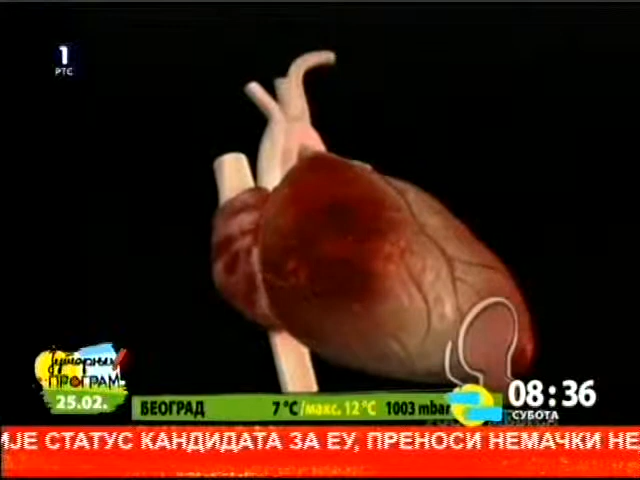 1
РТС
Јутарњи
ПРОГРАМ
25.02.
БЕОГРАД 7°C/макс. 12°C 1003 mbar
08:36
СУБОТА
ИЈЕ СТАТУС КАНДИДАТА ЗА ЕУ, ПРЕНОСИ НЕМАЧКИ НЕ